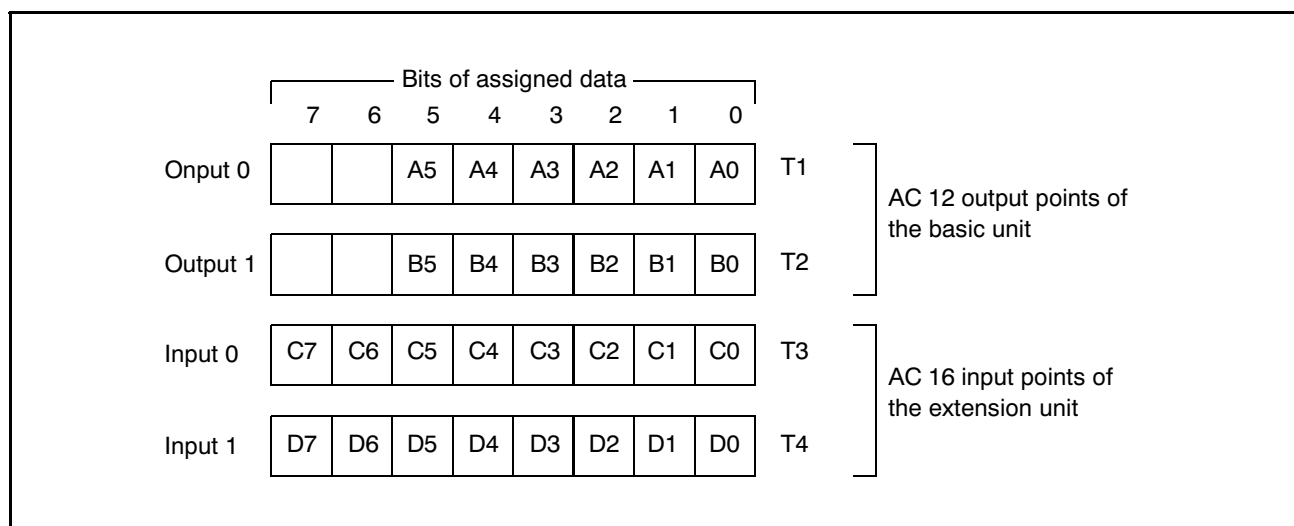 Bits of assigned data
7 6 5 4 3 2 1 0
Onput 0 A5 A4 A3 A2 A1 A0 T1
AC 12 output points of
the basic unit
Output 1 B5 B4 B3 B2 B1 B0 T2
Input 0 C7 C6 C5 C4 C3 C2 C1 C0 T3
AC 16 input points of
the extension unit
Input 1 D7 D6 D5 D4 D3 D2 D1 D0 T4